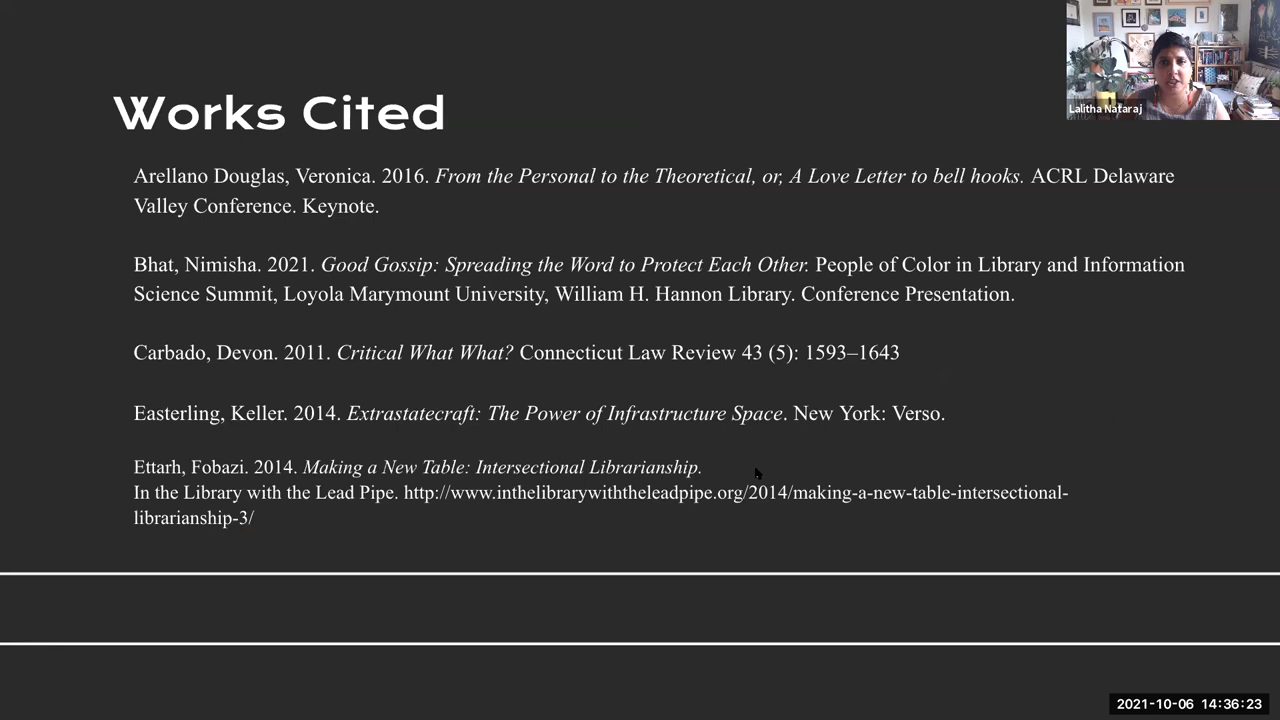 Lalitha Nataraj
Works Cited
Arellano Douglas, Veronica. 2016. From the Personal to the Theoretical, or, A Love Letter to bell hooks. ACRL Delaware
Valley Conference. Keynote.
Bhat, Nimisha. 2021. Good Gossip: Spreading the Word to Protect Each Other. People of Color in Library and Information
Science Summit, Loyola Marymount University, William H. Hannon Library. Conference Presentation.
Carbado, Devon. 2011. Critical What What? Connecticut Law Review 43 (5): 1593–1643
Easterling, Keller. 2014. Extrastatecraft: The Power of Infrastructure Space. New York: Verso.
Ettarh, Fobazi. 2014. Making a New Table: Intersectional Librarianship.
In the Library with the Lead Pipe. http://www.inthelibrarywiththeleadpipe.org/2014/making-a-new-table-intersectional-
librarianship-3/
2021-10-06 14:36:23